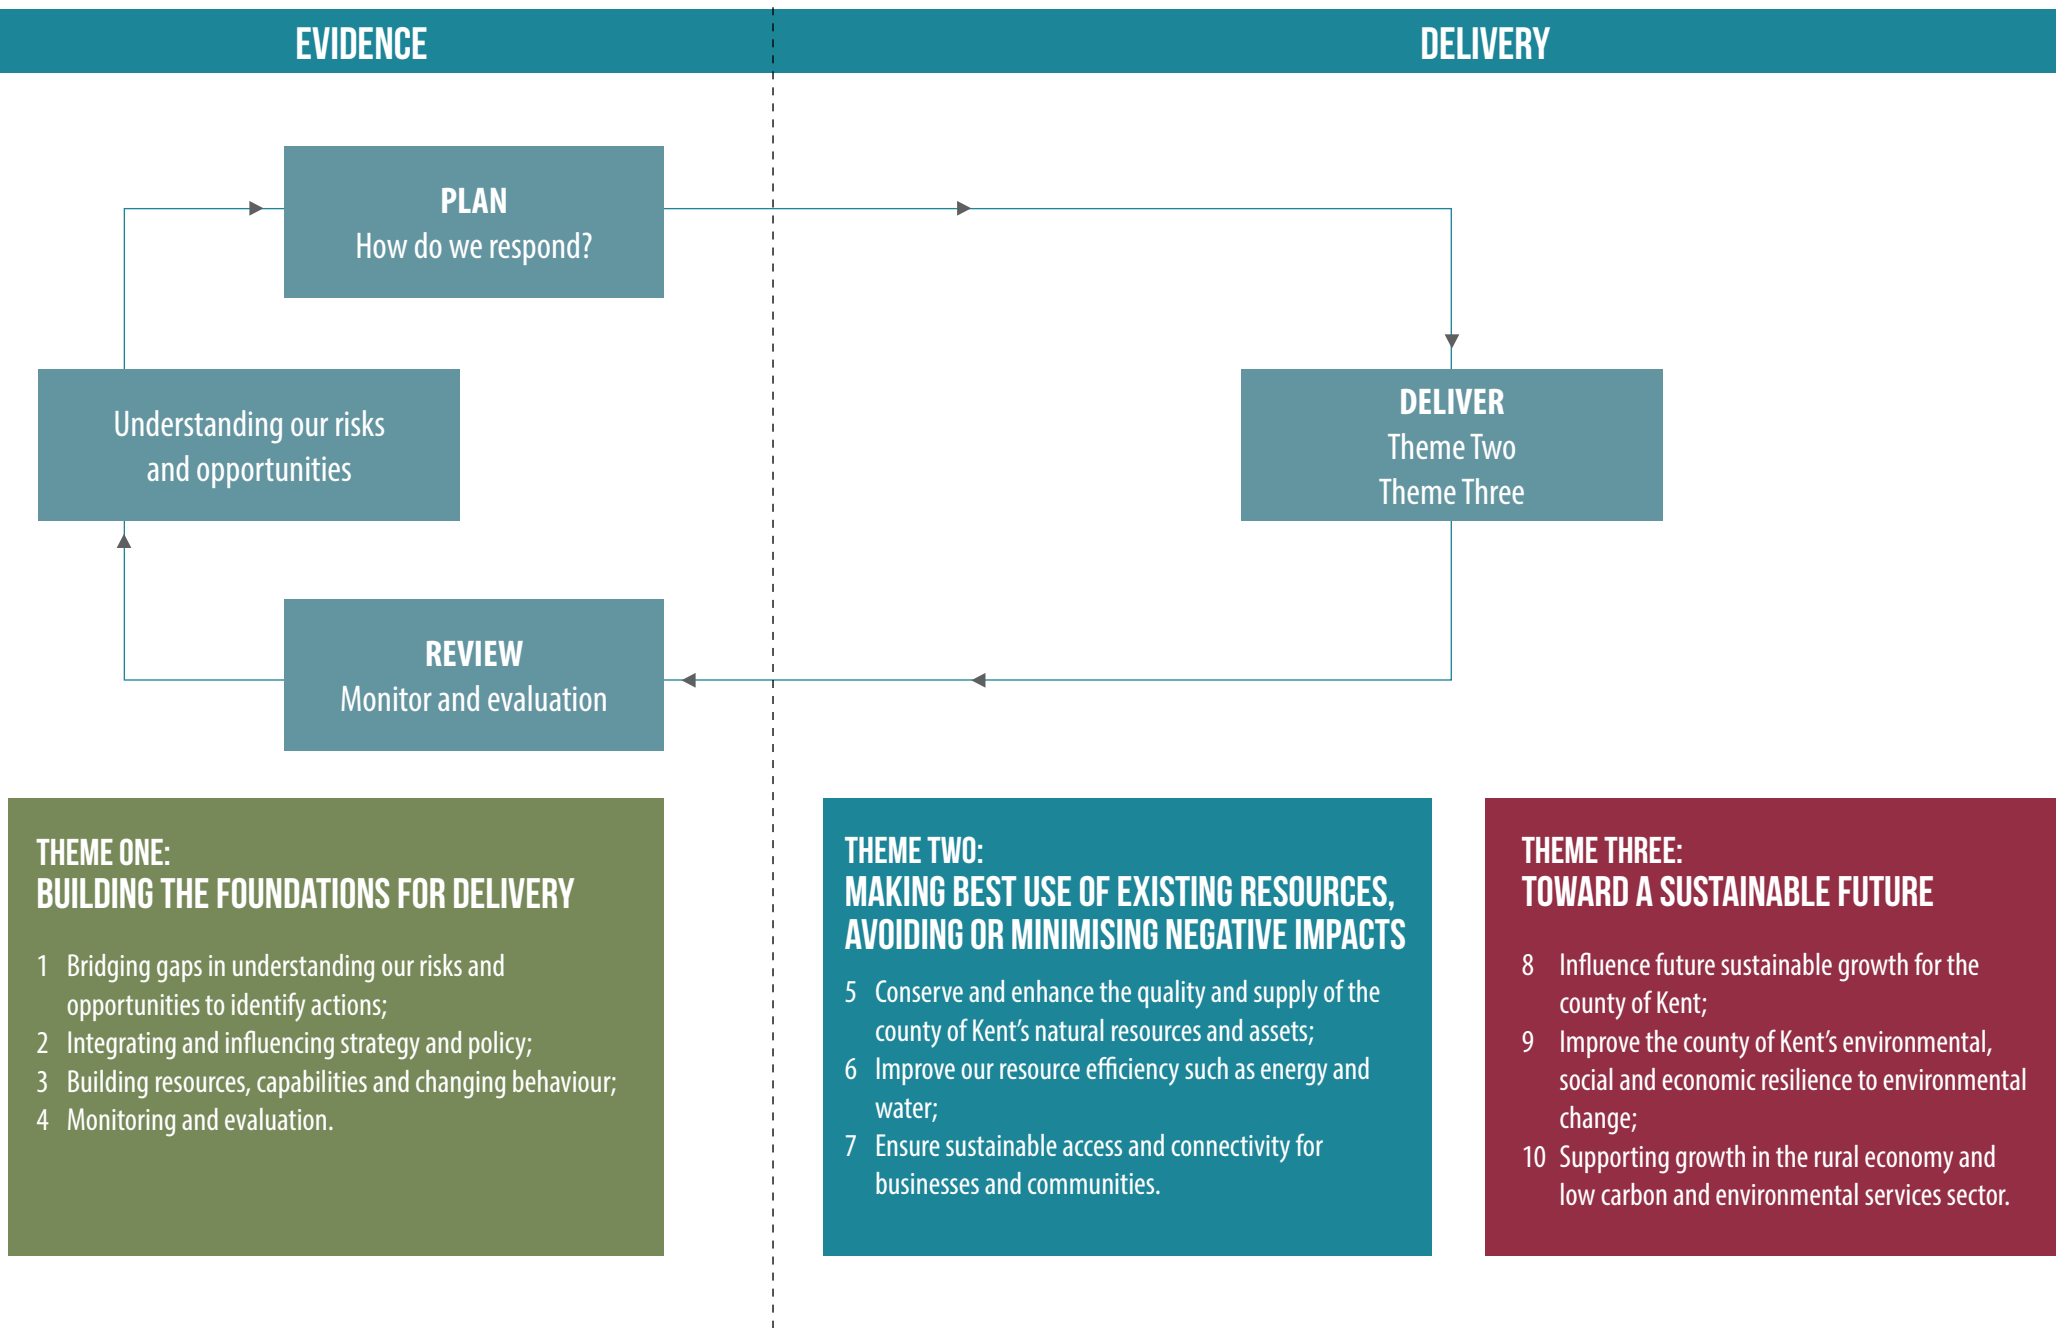 EVIDENCE
DELIVERY
PLAN
How do we respond?
Understanding our risks
and opportunities
DELIVER
Theme Two
Theme Three
REVIEW
Monitor and evaluation
THEME ONE:
BUILDING THE FOUNDATIONS FOR DELIVERY
1 Bridging gaps in understanding our risks and
opportunities to identify actions;
2 Integrating and influencing strategy and policy;
3 Building resources, capabilities and changing behaviour;
4 Monitoring and evaluation.
THEME TWO:
MAKING BEST USE OF EXISTING RESOURCES,
AVOIDING OR MINIMISING NEGATIVE IMPACTS
5 Conserve and enhance the quality and supply of the
county of Kent's natural resources and assets;
6 Improve our resource efficiency such as energy and
water;
7 Ensure sustainable access and connectivity for
businesses and communities.
THEME THREE:
TOWARD A SUSTAINABLE FUTURE
8 Influence future sustainable growth for the
county of Kent;
9 Improve the county of Kent's environmental,
social and economic resilience to environmental
change;
10 Supporting growth in the rural economy and
low carbon and environmental services sector.